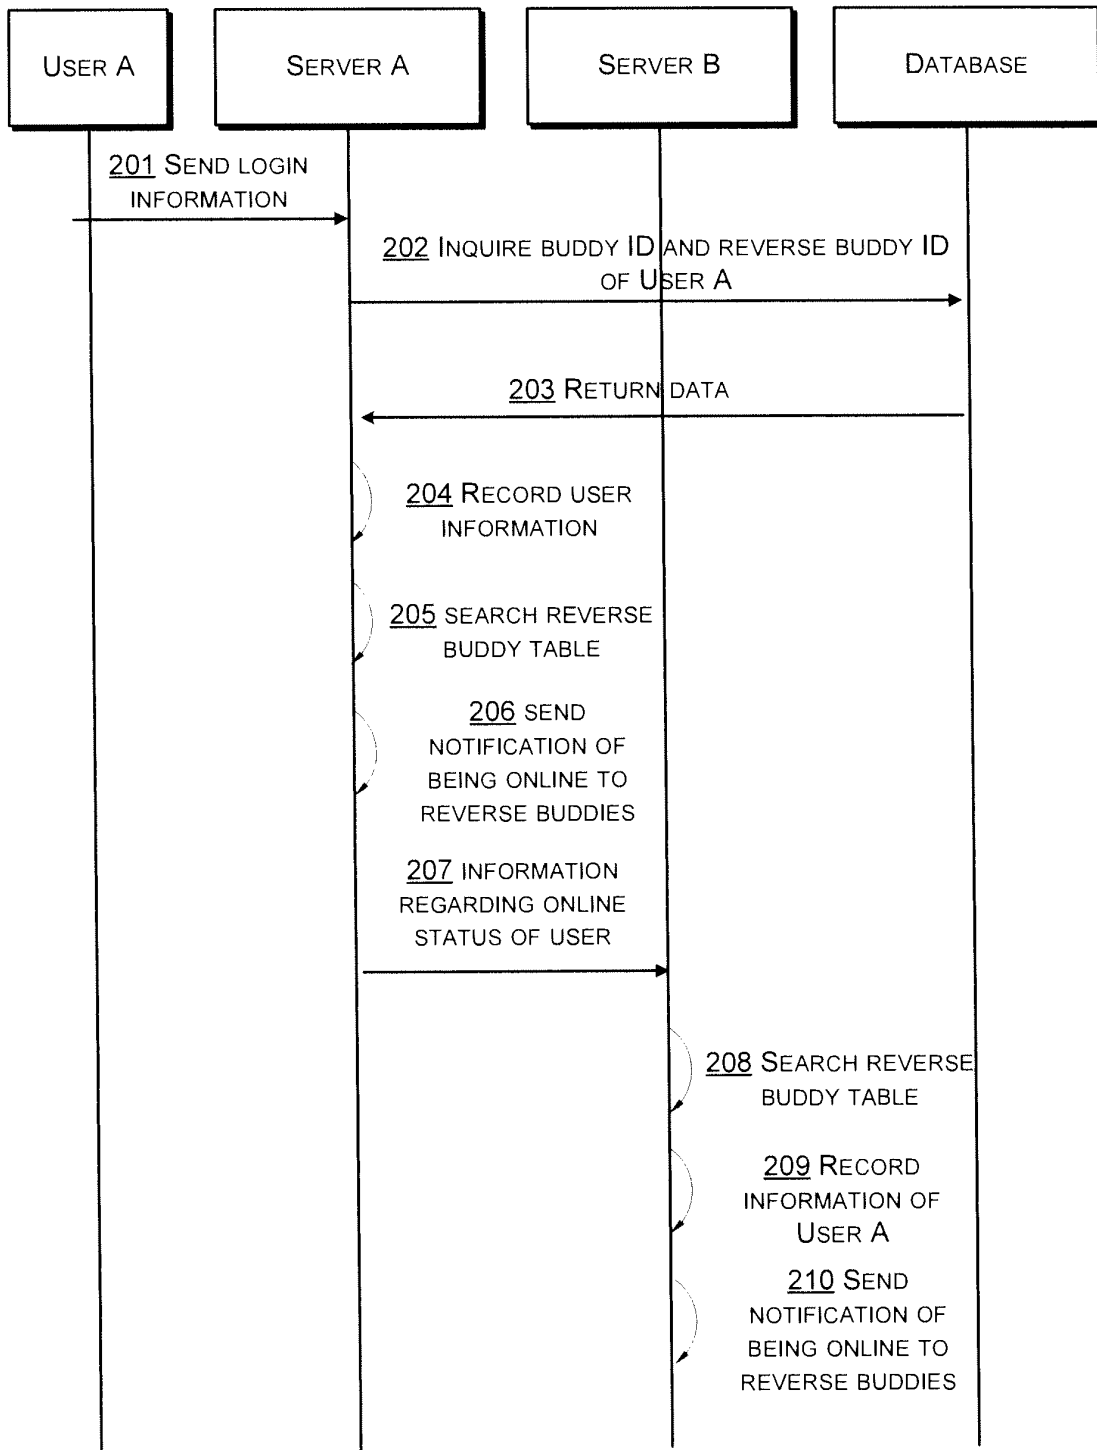 USER A
SERVER A
SERVER B
DATABASE
201 SEND LOGIN
INFORMATION
202 INQUIRE BUDDY ID AND REVERSE BUDDY ID
OF USER A
203 RETURN DATA
204 RECORD USER
INFORMATION
205 SEARCH REVERSE
BUDDY TABLE
206 SEND
NOTIFICATION OF
BEING ONLINE TO
REVERSE BUDDIES
207 INFORMATION
REGARDING ONLINE
STATUS OF USER
208 SEARCH REVERSE
BUDDY TABLE
209 RECORD
INFORMATION OF
USER A
210 SEND
NOTIFICATION OF
BEING ONLINE TO
REVERSE BUDDIES